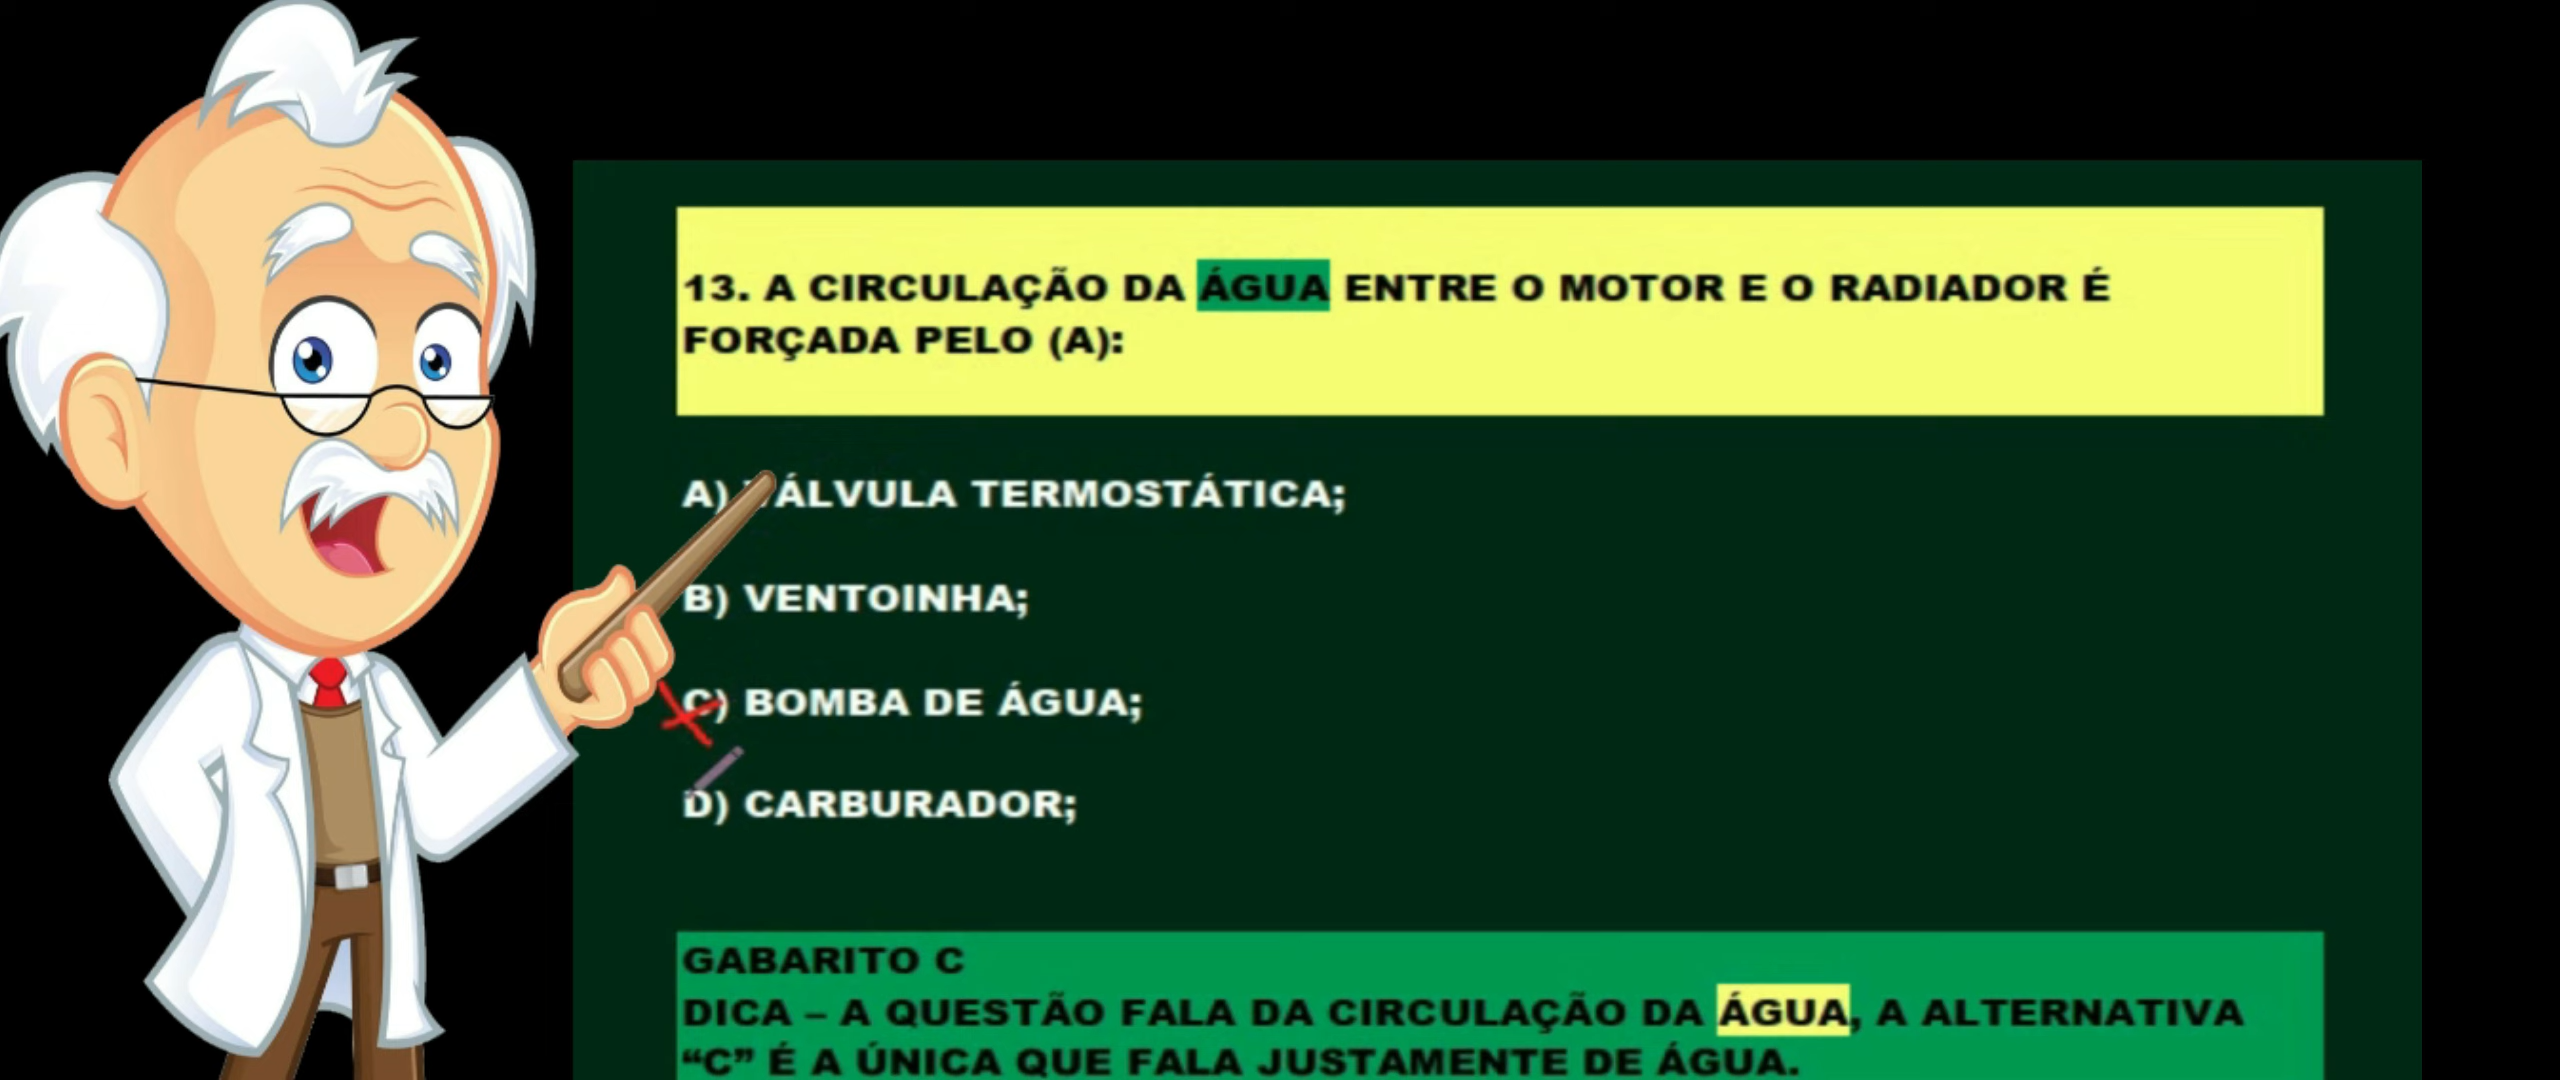 13. A CIRCULAÇÃO DA ÁGUA ENTRE O MOTOR E O RADIADOR É
FORÇADA PELO (A):
A) VÁLVULA TERMOSTÁTICA;
B) VENTOINHA;
C) BOMBA DE ÁGUA;
D) CARBURADOR;
GABARITO C
DICA – A QUESTÃO FALA DA CIRCULAÇÃO DA ÁGUA, A ALTERNATIVA
“C” É A ÚNICA QUE FALA JUSTAMENTE DE ÁGUA.